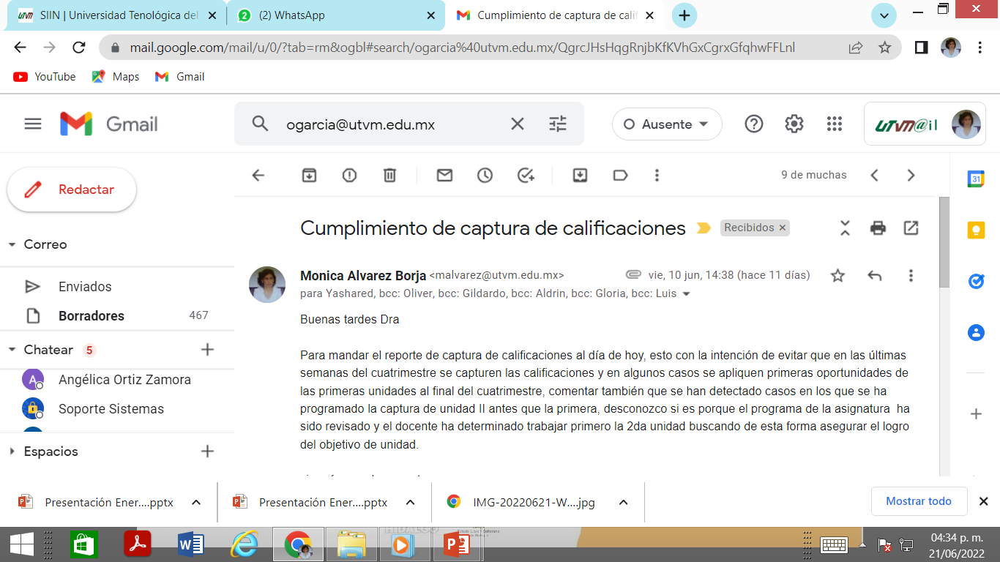 SIIN | Universidad Tenológica del
(2) WhatsApp
Cumplimiento de captura de calif
mail.google.com/mail/u/0/?tab=rm&ogbl#search/ogarcia%40utvm.edu.mx/QgrcJHsHqgRnjbKfKVhGxCgrxGfqhwFFLnl
YouTube Maps Gmail
Gmail
ogarcia@utvm.edu.mx
Ausente
UTVM@il
Redactar
9 de muchas
31
Correo
Enviados
Borradores 467
Chatear 5
Angélica Ortiz Zamora
Soporte Sistemas
Espacios
Cumplimiento de captura de calificaciones
Recibidos
Monica Alvarez Borja <malvarez@utvm.edu.mx>
vie, 10 jun, 14:38 (hace 11 días)
para Yashared, bcc: Oliver, bcc: Gildardo, bcc: Aldrin, bcc: Gloria, bcc: Luis
Buenas tardes Dra
Para mandar el reporte de captura de calificaciones al día de hoy, esto con la intención de evitar que en las últimas
semanas del cuatrimestre se capturen las calificaciones y en algunos casos se apliquen primeras oportunidades de
las primeras unidades al final del cuatrimestre, comentar también que se han detectado casos en los que se ha
programado la captura de unidad II antes que la primera, desconozco si es porque el programa de la asignatura ha
sido revisado y el docente ha determinado trabajar primero la 2da unidad buscando de esta forma asegurar el logro
del objetivo de unidad.
Presentación Ener....pptx
Presentación Ener....pptx
IMG-20220621-W....jpg
Mostrar todo
HIDALGO
04:34 p. m.
21/06/2022